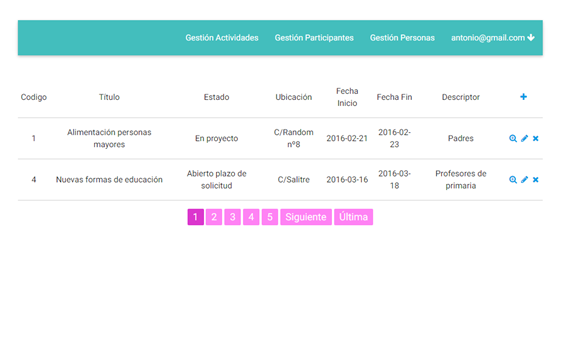 Gestión Actividades Gestión Participantes Gestión Personas antonio@gmail.com
Codigo Título Estado Ubicación Fecha Inicio Fecha Fin Descriptor
1 Alimentación personas mayores En proyecto C/Random nº8 2016-02-21 2016-02-23 Padres
4 Nuevas formas de educación Abierto plazo de solicitud C/Salitre 2016-03-16 2016-03-18 Profesores de primaria
1 2 3 4 5 Siguiente Última